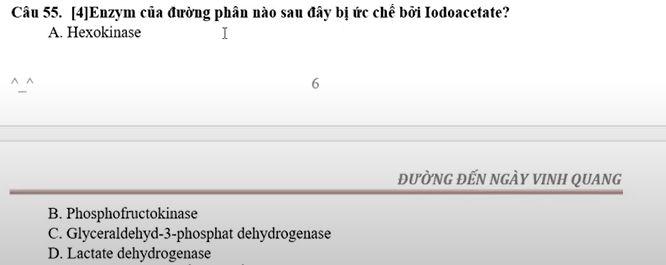 Câu 55. [4]Enzym của đường phân nào sau đây bị ức chế bởi Iodoacetate?
A. Hexokinase
^_^
6
ĐƯỜNG ĐẾN NGÀY VINH QUANG
B. Phosphofructokinase
C. Glyceraldehyd-3-phosphat dehydrogenase
D. Lactate dehydrogenase